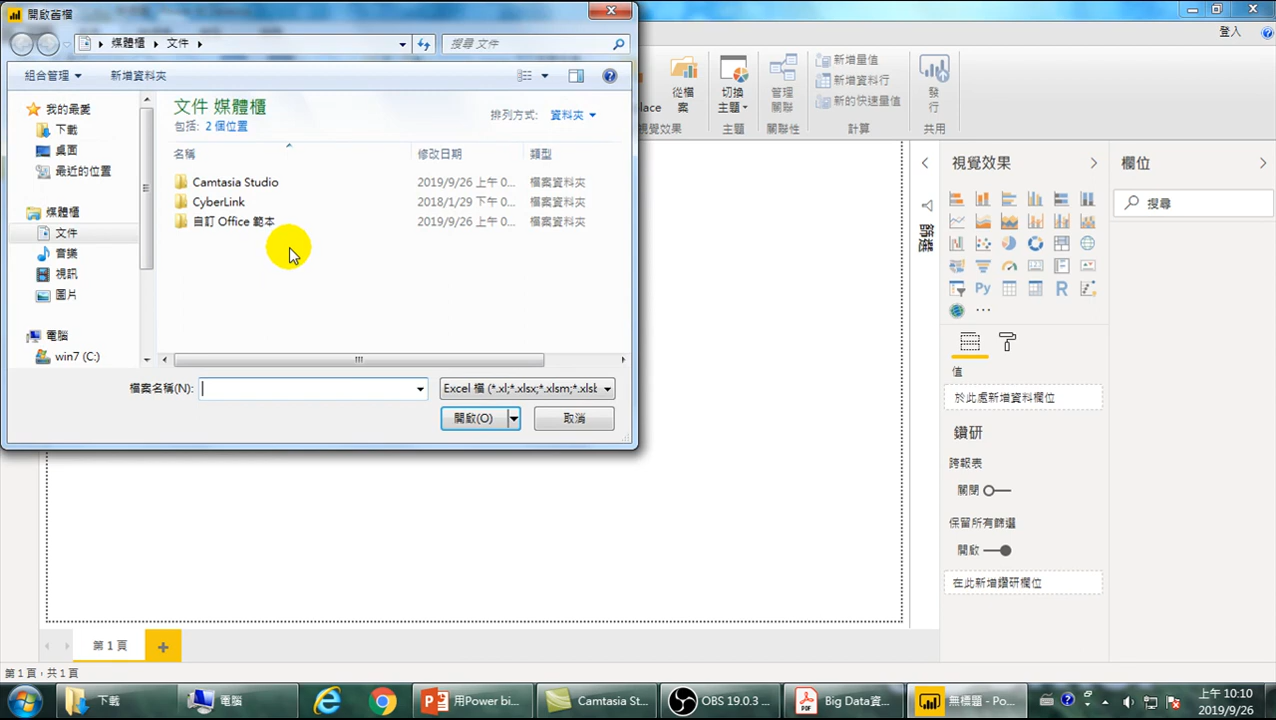 開啟舊檔
媒體櫃 文件
搜尋 文件
組合管理 新增資料夾
我的最愛
下載
桌面
最近的位置
媒體櫃
文件
音樂
視訊
圖片
電腦
win7 (C:)
文件 媒體櫃
包括: 2 個位置
排列方式: 資料夾
名稱 修改日期 類型
Camtasia Studio 2019/9/26 上午 0... 檔案資料夾
CyberLink 2018/1/29 下午 0... 檔案資料夾
自訂 Office 範本 2019/9/26 上午 0... 檔案資料夾
檔案名稱(N):
Excel 檔 (*.xl;*.xlsx;*.xlsm;*.xlsb
開啟(O) 取消
登入
從檔案
切換主題
管理關聯
新增量值
新增資料行
新的快速量值
發行
視覺效果 主題 關聯性 計算 共用
篩選
視覺效果
Py
R
值
於此處新增資料欄位
鑽研
跨報表
關閉
保留所有篩選
開啟
在此新增鑽研欄位
欄位
搜尋
第 1 頁
第 1 頁，共 1 頁
下載
電腦
用Power bi...
Camtasia St...
OBS 19.0.3 ...
Big Data資...
無標題 - Po...
上午 10:10
2019/9/26